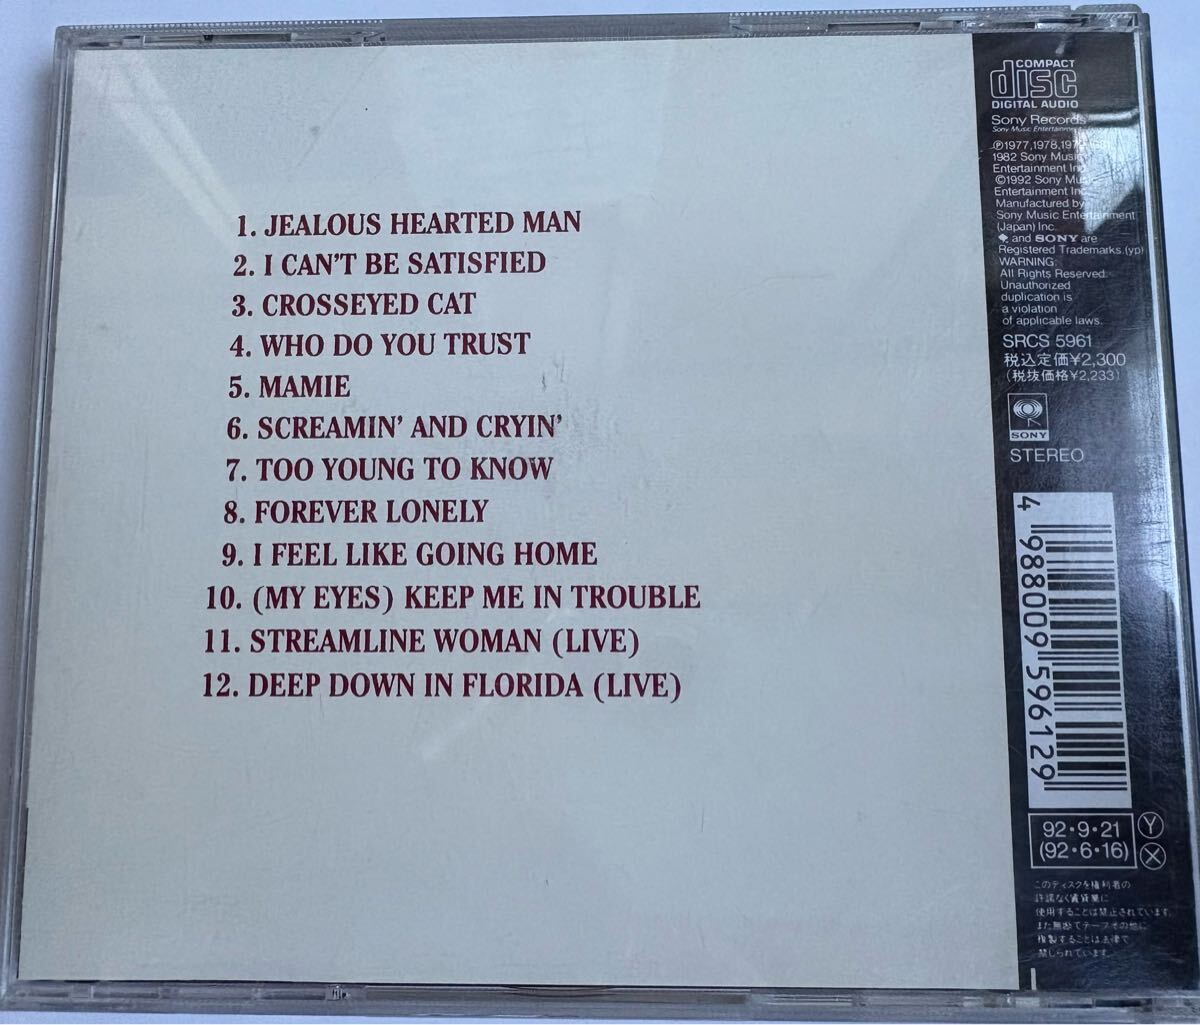 1. JEALOUS HEARTED MAN
2. I CAN'T BE SATISFIED
3. CROSSEYED CAT
4. WHO DO YOU TRUST
5. MAMIE
6. SCREAMIN' AND CRYIN'
7. TOO YOUNG TO KNOW
8. FOREVER LONELY
9. I FEEL LIKE GOING HOME
10. (MY EYES) KEEP ME IN TROUBLE
11. STREAMLINE WOMAN (LIVE)
12. DEEP DOWN IN FLORIDA (LIVE)
COMPACT
disc
DIGITAL AUDIO
Sony Records
Sony Music Entertainment
℗1977,1978,
1982 Sony Music
Entertainment Inc.
©1992 Sony Music
Entertainment Inc.
Manufactured by
Sony Music Entertainment
(Japan) Inc.
and SONY are
Registered Trademarks.(yp)
WARNING:
All Rights Reserved.
Unauthorized
duplication is
a violation
of applicable laws.
SRCS 5961
税込定価¥2,300
(税抜価格¥2,233)
SONY
STEREO
4 988009 596129
92・9・21
(92・6・16)
Y
X
このディスクを権利者の
許諾なく賃貸業に
使用することは禁止されています。
また無断でテープその他に
複製することは法律で
禁じられています。